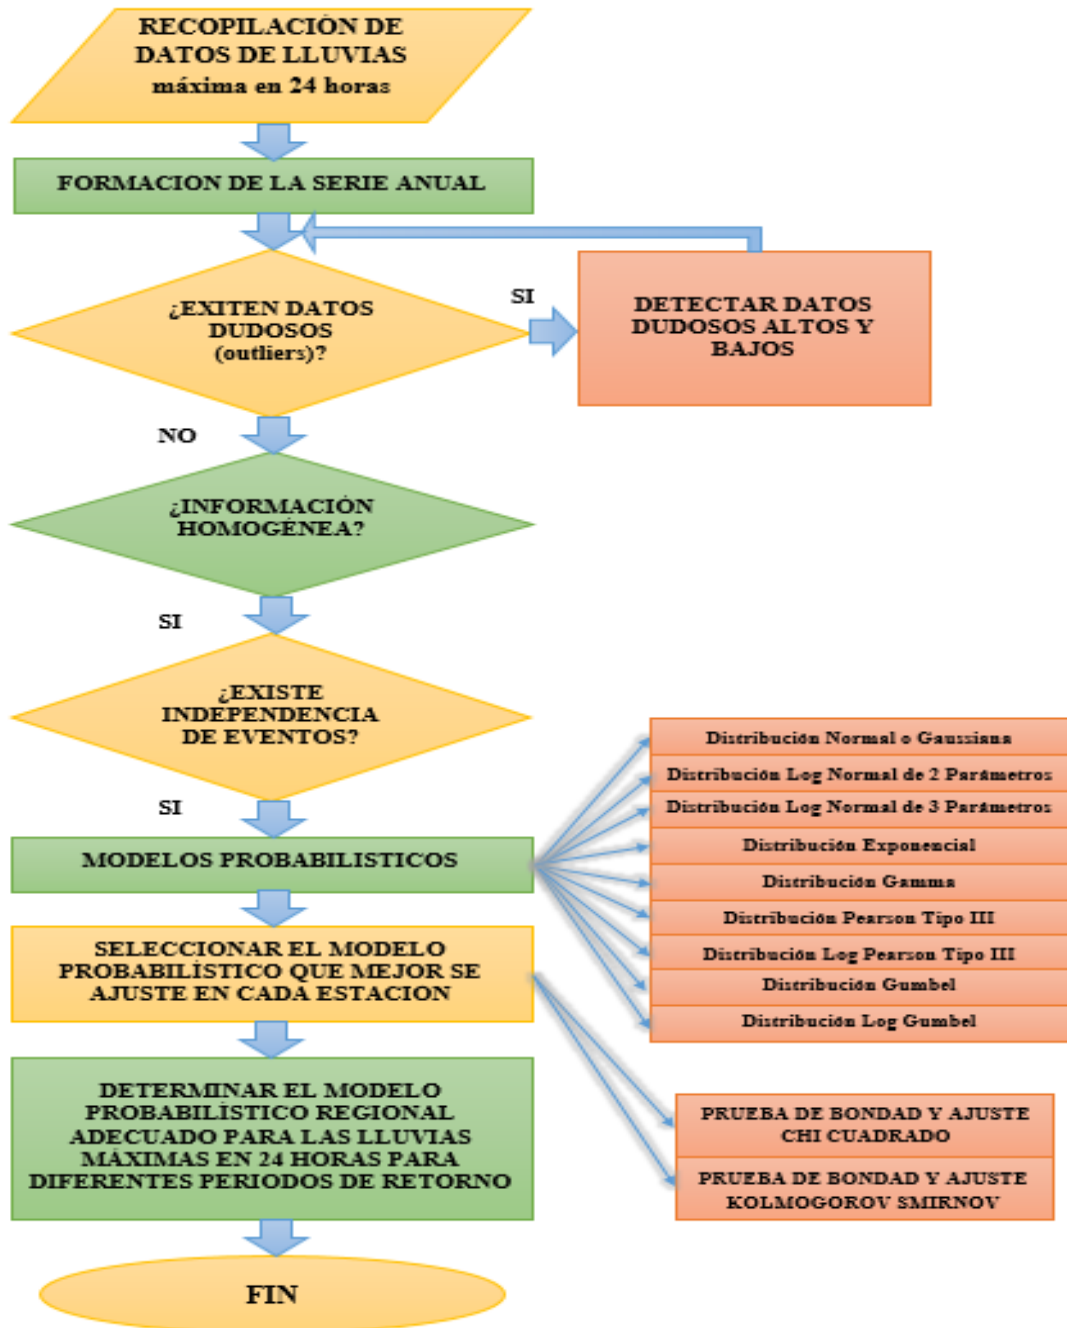 RECOPILACIÓN DE
DATOS DE LLUVIAS
máxima en 24 horas
FORMACION DE LA SERIE ANUAL
¿EXITEN DATOS
DUDOSOS
(outliers)?
SI
DETECTAR DATOS
DUDOSOS ALTOS Y
BAJOS
NO
¿INFORMACIÓN
HOMOGÉNEA?
SI
¿EXISTE
INDEPENDENCIA
DE EVENTOS?
SI
MODELOS PROBABILISTICOS
Distribución Normal o Gaussiana
Distribución Log Normal de 2 Parámetros
Distribución Log Normal de 3 Parámetros
Distribución Exponencial
Distribución Gamma
Distribución Pearson Tipo III
Distribución Log Pearson Tipo III
Distribución Gumbel
Distribución Log Gumbel
SELECCIONAR EL MODELO
PROBABILÍSTICO QUE MEJOR SE
AJUSTE EN CADA ESTACION
PRUEBA DE BONDAD Y AJUSTE
CHI CUADRADO
PRUEBA DE BONDAD Y AJUSTE
KOLMOGOROV SMIRNOV
DETERMINAR EL MODELO
PROBABILÍSTICO REGIONAL
ADECUADO PARA LAS LLUVIAS
MÁXIMAS EN 24 HORAS PARA
DIFERENTES PERIODOS DE RETORNO
FIN